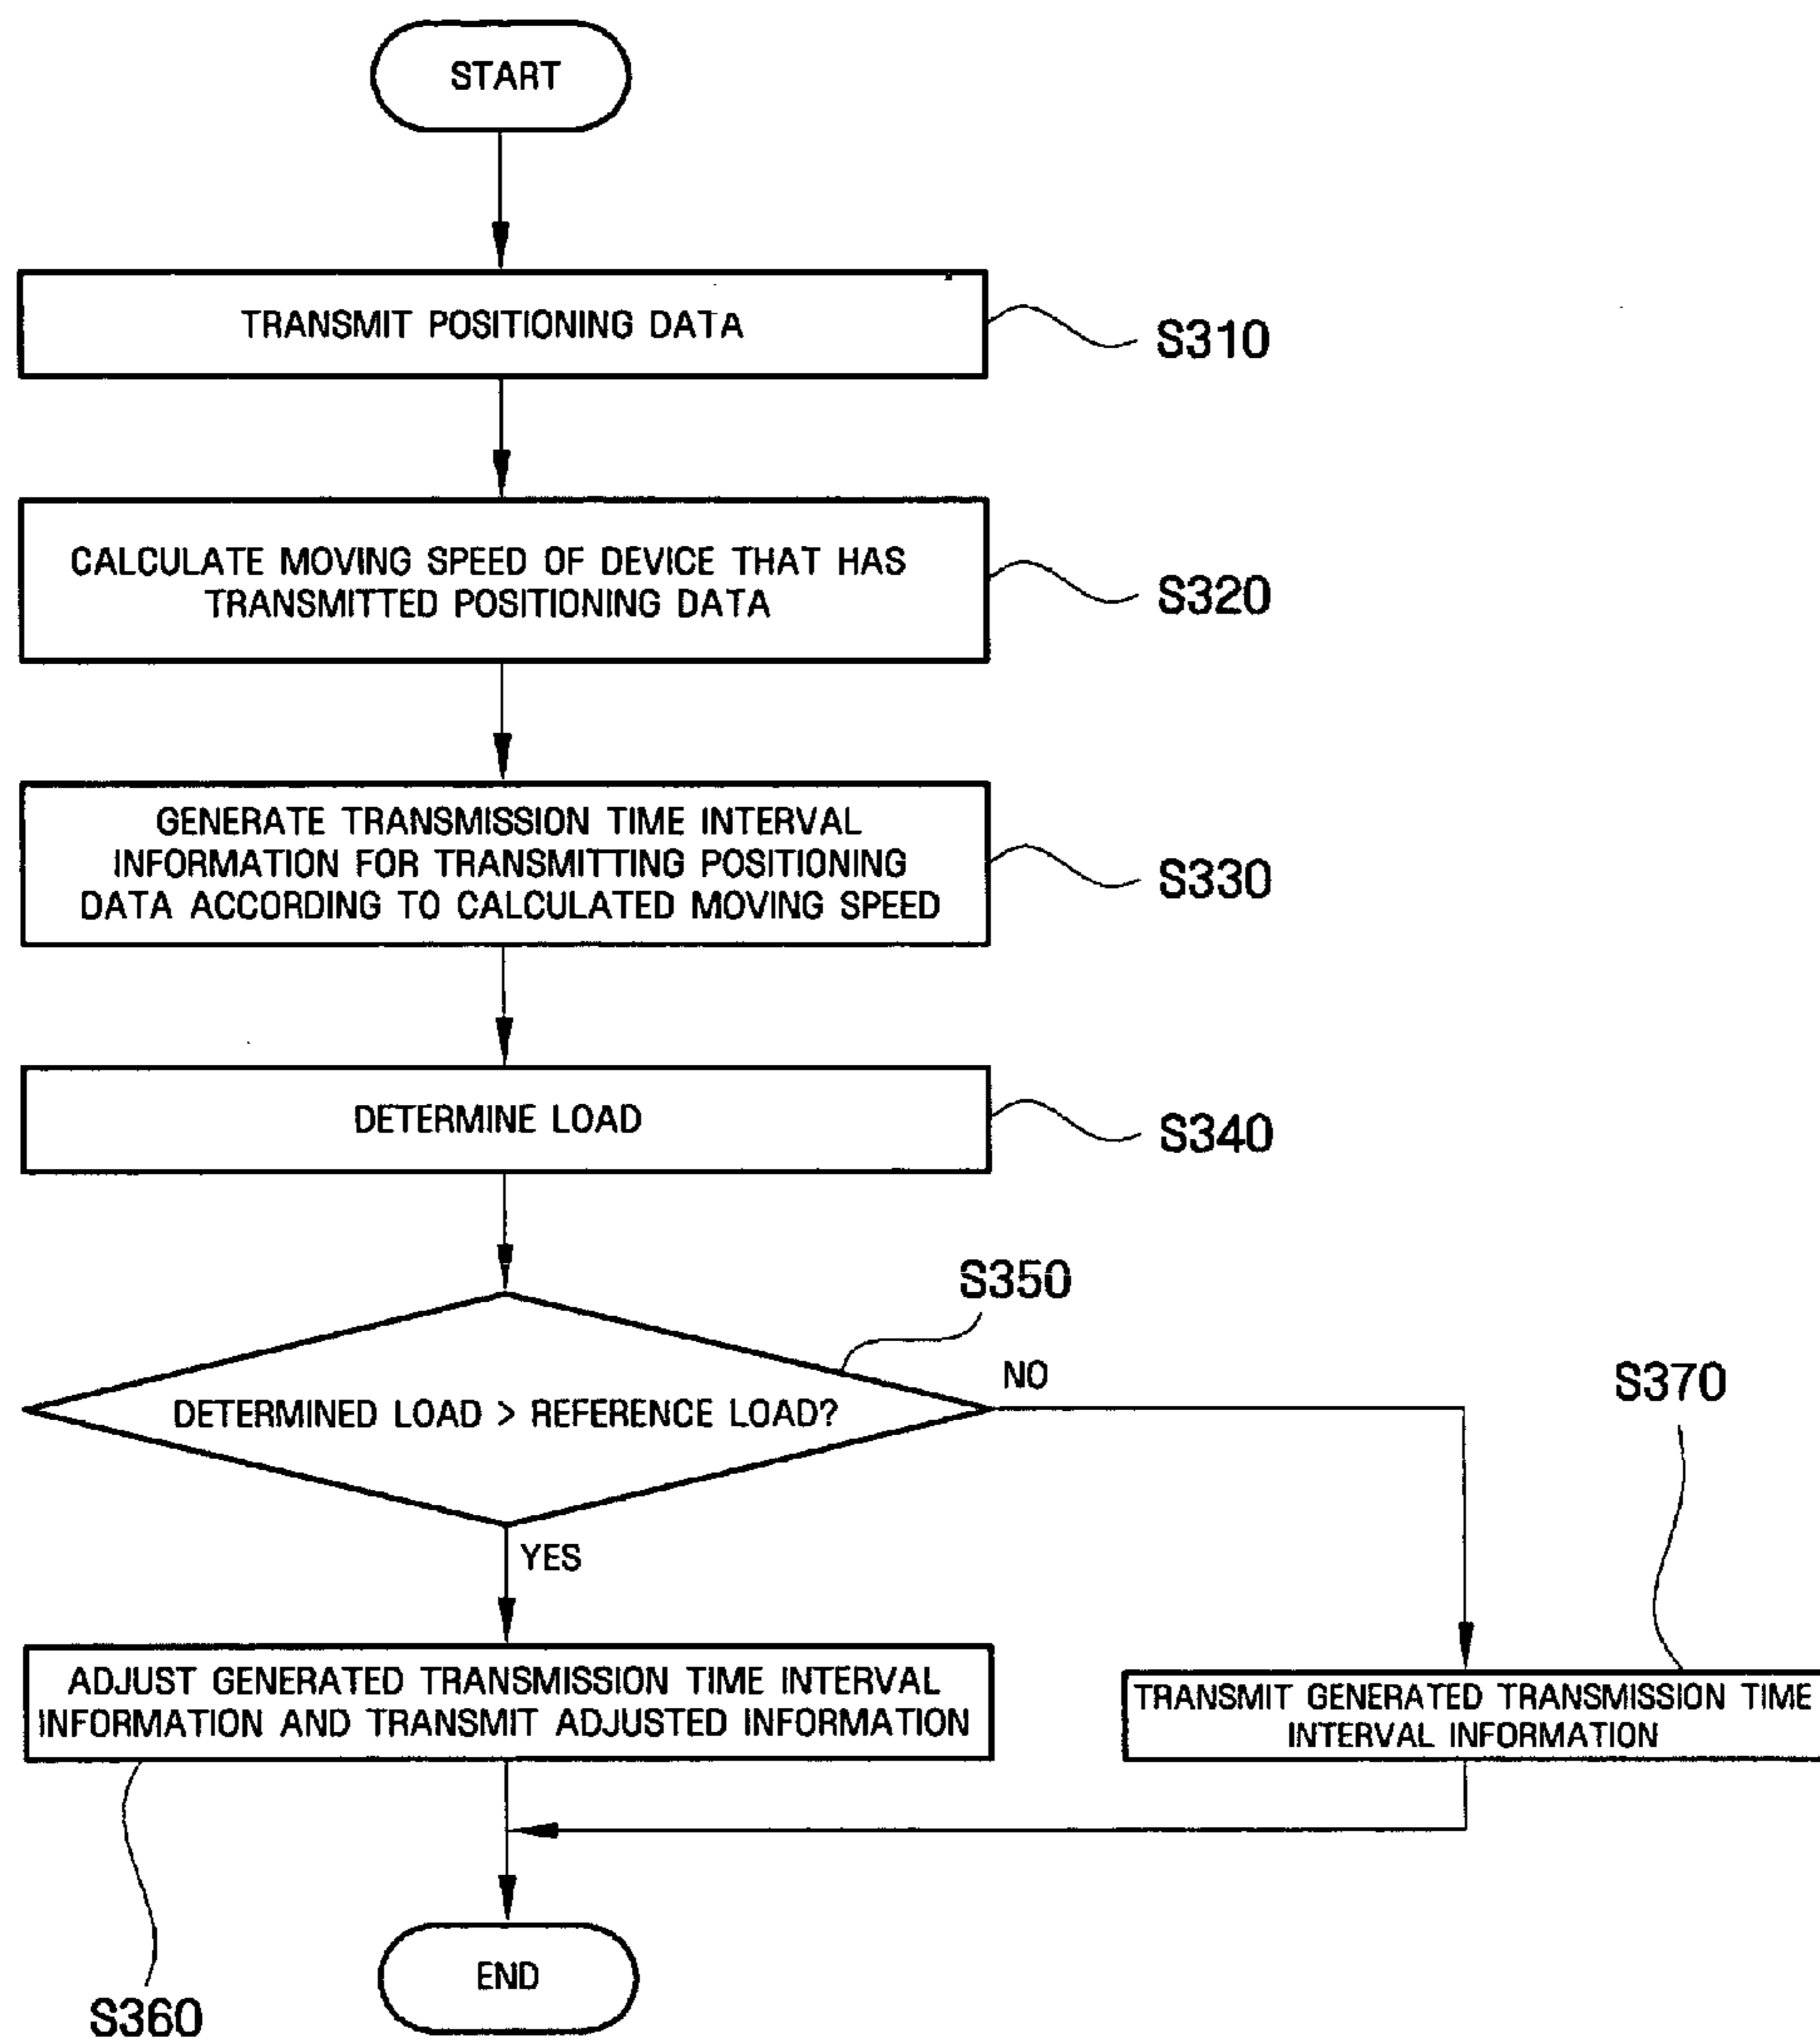 START
TRANSMIT POSITIONING DATA
S310
CALCULATE MOVING SPEED OF DEVICE THAT HAS
TRANSMITTED POSITIONING DATA
S320
GENERATE TRANSMISSION TIME INTERVAL
INFORMATION FOR TRANSMITTING POSITIONING
DATA ACCORDING TO CALCULATED MOVING SPEED
S330
DETERMINE LOAD
S340
S350
DETERMINED LOAD > REFERENCE LOAD?
NO
S370
YES
ADJUST GENERATED TRANSMISSION TIME INTERVAL
INFORMATION AND TRANSMIT ADJUSTED INFORMATION
TRANSMIT GENERATED TRANSMISSION TIME
INTERVAL INFORMATION
END
S360